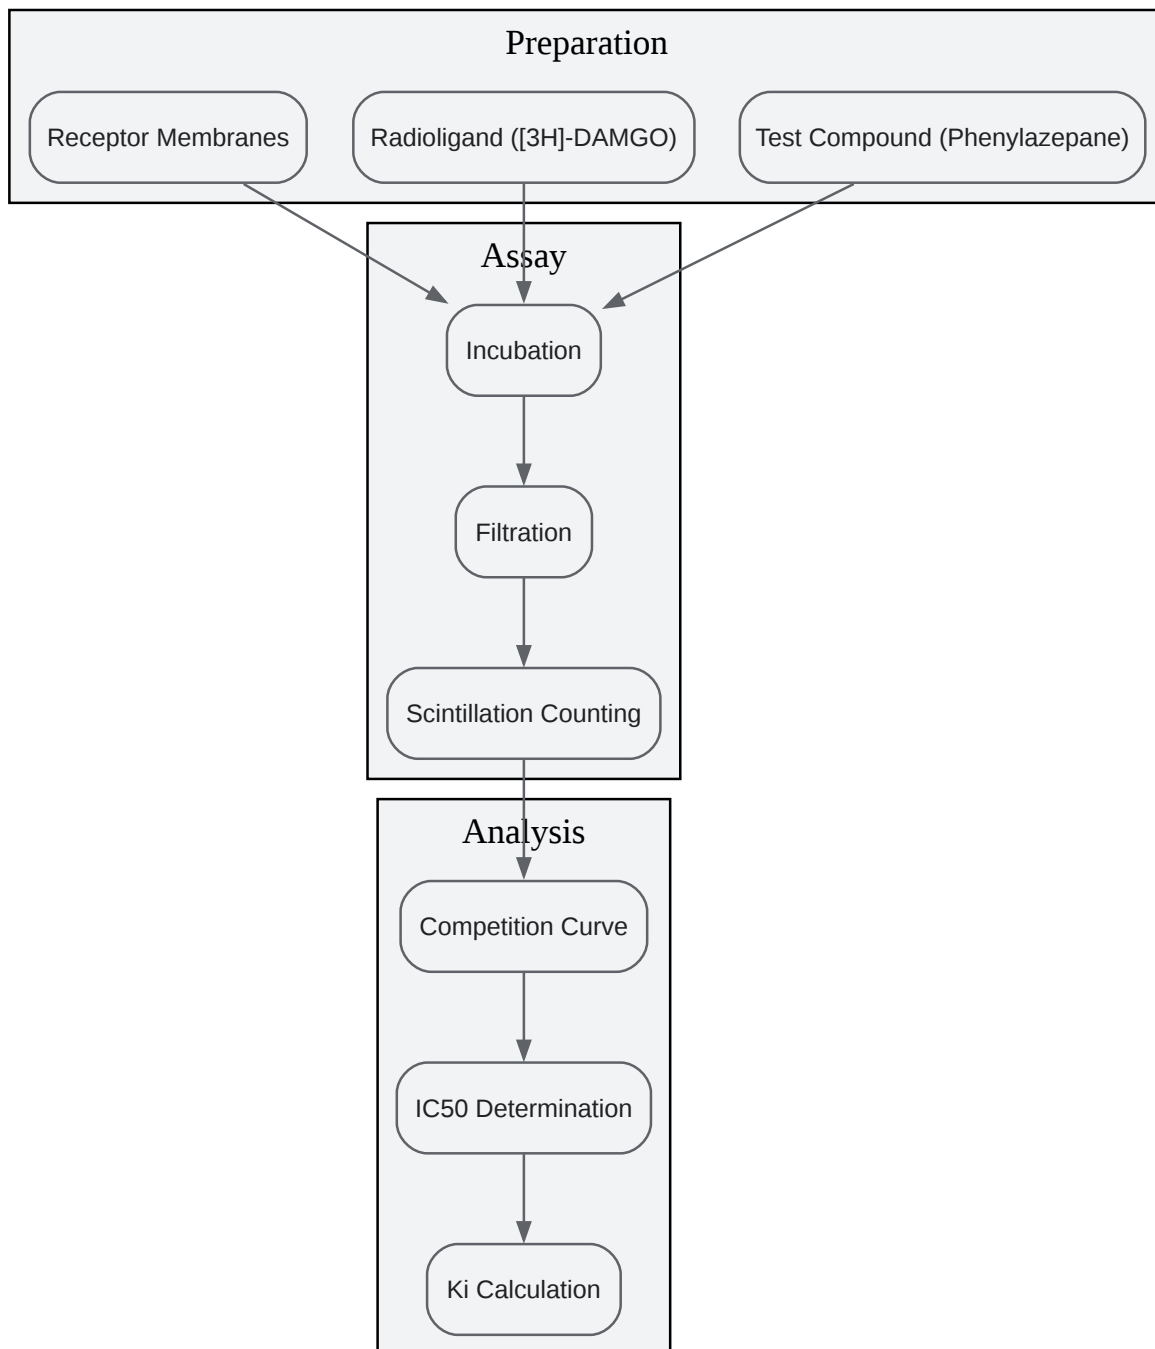 Preparation
Receptor Membranes
Radioligand ([3H]-DAMGO)
Test Compound (Phenylazepane)
Assay
Incubation
Filtration
Scintillation Counting
Analysis
Competition Curve
IC50 Determination
Ki Calculation